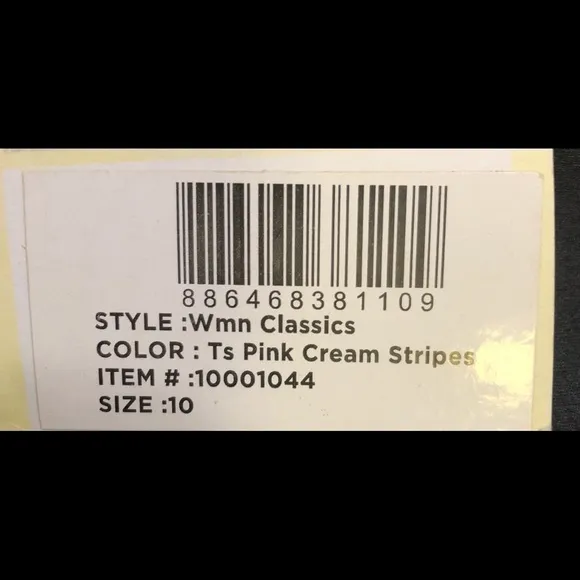 886468381109
STYLE :Wmn Classics
COLOR : Ts Pink Cream Stripes
ITEM # :10001044
SIZE :10